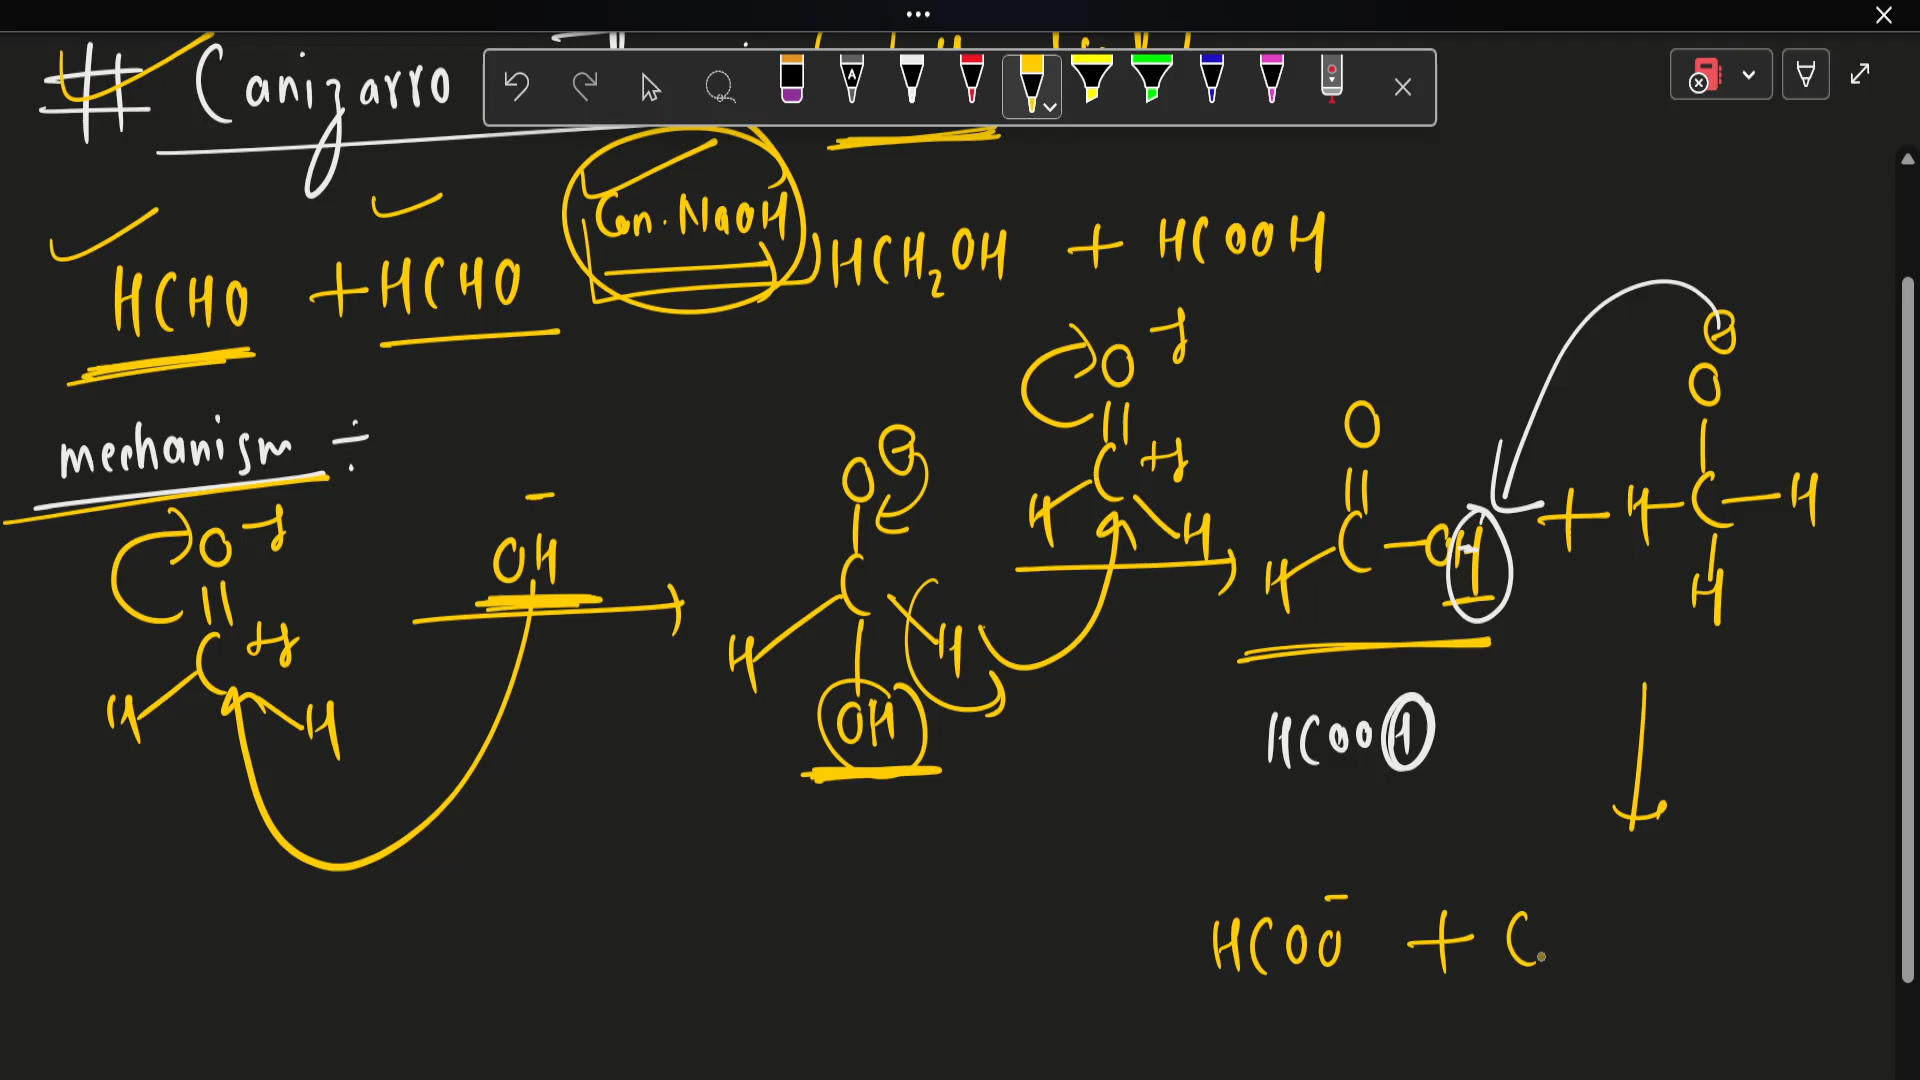 # Canizarro
Con. NaOH
HCHO + HCHO HCH2OH + HCOOH
mechanism ÷
O
C
H H
OH
O
C
H H
OH
O
C
H H
O
C
H OH
+
O
H C H
H
HCOOH
HCOO⁻ + C